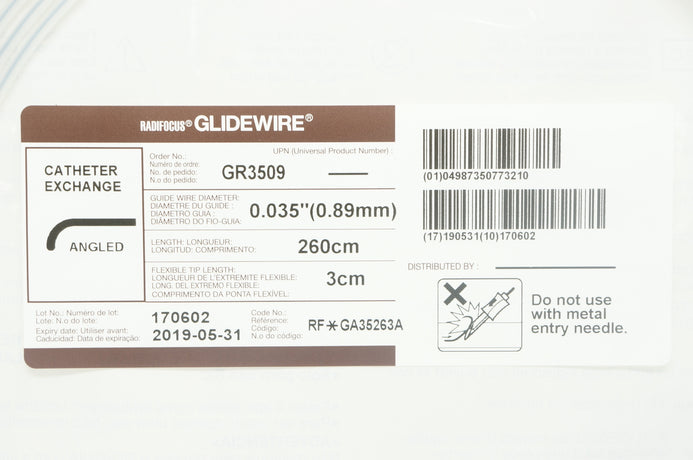 RADIFOCUS® GLIDEWIRE®
CATHETER
EXCHANGE
ANGLED
Order No.:
Numéro de ordre:
No. de pedido:
N.o do pedido:
GR3509
UPN (Universal Product Number) :
GUIDE WIRE DIAMETER:
DIAMETRE DU GUIDE :
DIAMETRO GUIA :
DIÂMETRO DO FIO-GUIA:
0.035"(0.89mm)
LENGTH: LONGUEUR:
LONGITUD: COMPRIMENTO:
260cm
FLEXIBLE TIP LENGTH:
LONGUEUR DE L'EXTREMITE FLEXIBLE:
LONG. DEL EXTREMO FLEXIBLE:
COMPRIMENTO DA PONTA FLEXÍVEL:
3cm
Lot No.: Numéro de lot:
Lote: N.o do lote:
170602
Expiry date: Utiliser avant:
Caducidad: Data de expiração:
2019-05-31
Code No.:
Référence:
Código:
N.o do código:
RF*GA35263A
(01)04987350773210
(17)190531(10)170602
DISTRIBUTED BY :
Do not use
with metal
entry needle.